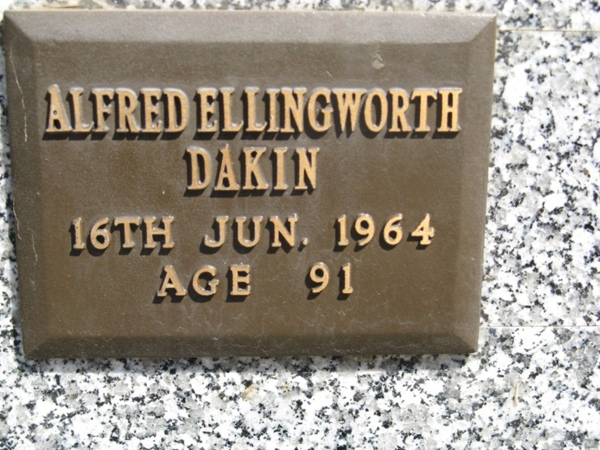 ALFRED ELLINGWORTH
DAKIN
16TH JUN. 1964
AGE 91